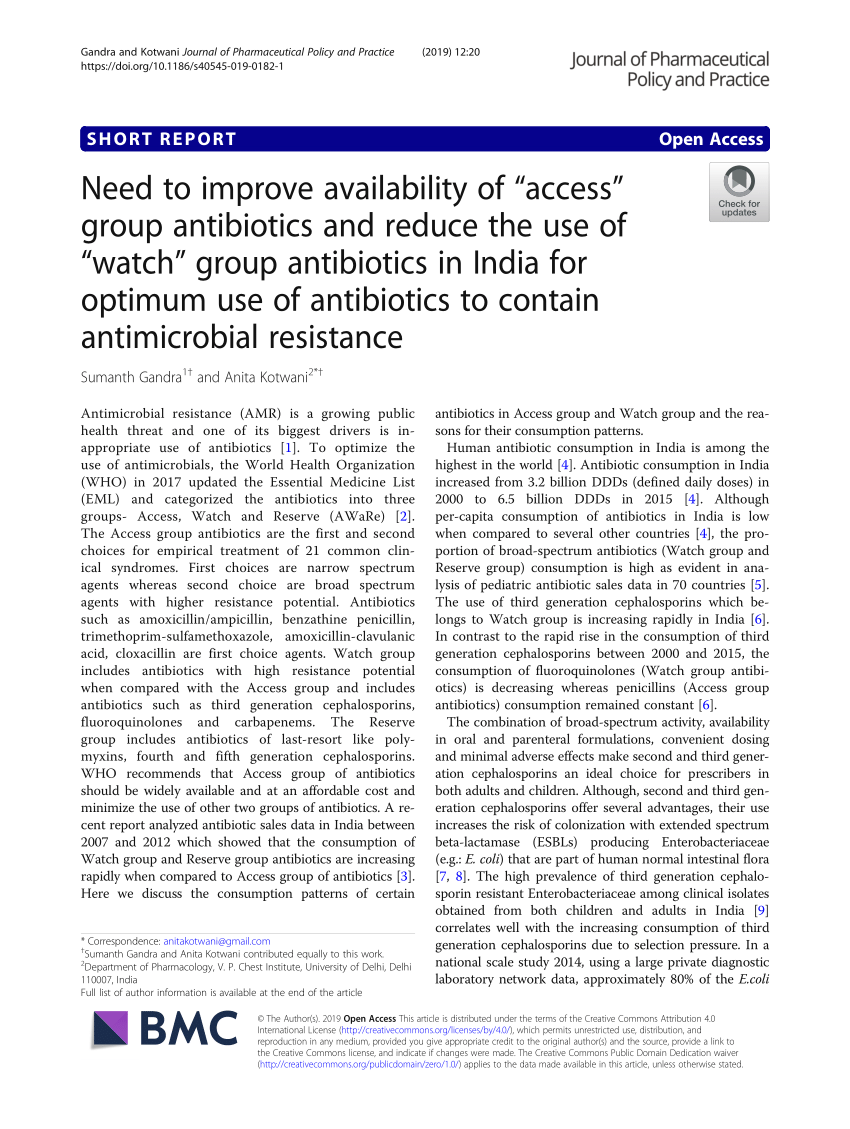 Gandra and Kotwani Journal of Pharmaceutical Policy and Practice (2019) 12:20
https://doi.org/10.1186/s40545-019-0182-1
Journal of Pharmaceutical
Policy and Practice
SHORT REPORT Open Access
Check for
updates
Need to improve availability of “access”
group antibiotics and reduce the use of
“watch” group antibiotics in India for
optimum use of antibiotics to contain
antimicrobial resistance
Sumanth Gandra1† and Anita Kotwani2*†
Antimicrobial resistance (AMR) is a growing public
health threat and one of its biggest drivers is in-
appropriate use of antibiotics [1]. To optimize the
use of antimicrobials, the World Health Organization
(WHO) in 2017 updated the Essential Medicine List
(EML) and categorized the antibiotics into three
groups- Access, Watch and Reserve (AWaRe) [2].
The Access group antibiotics are the first and second
choices for empirical treatment of 21 common clin-
ical syndromes. First choices are narrow spectrum
agents whereas second choice are broad spectrum
agents with higher resistance potential. Antibiotics
such as amoxicillin/ampicillin, benzathine penicillin,
trimethoprim-sulfamethoxazole, amoxicillin-clavulanic
acid, cloxacillin are first choice agents. Watch group
includes antibiotics with high resistance potential
when compared with the Access group and includes
antibiotics such as third generation cephalosporins,
fluoroquinolones and carbapenems. The Reserve
group includes antibiotics of last-resort like poly-
myxins, fourth and fifth generation cephalosporins.
WHO recommends that Access group of antibiotics
should be widely available and at an affordable cost and
minimize the use of other two groups of antibiotics. A re-
cent report analyzed antibiotic sales data in India between
2007 and 2012 which showed that the consumption of
Watch group and Reserve group antibiotics are increasing
rapidly when compared to Access group of antibiotics [3].
Here we discuss the consumption patterns of certain
antibiotics in Access group and Watch group and the rea-
sons for their consumption patterns.
Human antibiotic consumption in India is among the
highest in the world [4]. Antibiotic consumption in India
increased from 3.2 billion DDDs (defined daily doses) in
2000 to 6.5 billion DDDs in 2015 [4]. Although
per-capita consumption of antibiotics in India is low
when compared to several other countries [4], the pro-
portion of broad-spectrum antibiotics (Watch group and
Reserve group) consumption is high as evident in ana-
lysis of pediatric antibiotic sales data in 70 countries [5].
The use of third generation cephalosporins which be-
longs to Watch group is increasing rapidly in India [6].
In contrast to the rapid rise in the consumption of third
generation cephalosporins between 2000 and 2015, the
consumption of fluoroquinolones (Watch group antibi-
otics) is decreasing whereas penicillins (Access group
antibiotics) consumption remained constant [6].
The combination of broad-spectrum activity, availability
in oral and parenteral formulations, convenient dosing
and minimal adverse effects make second and third gener-
ation cephalosporins an ideal choice for prescribers in
both adults and children. Although, second and third gen-
eration cephalosporins offer several advantages, their use
increases the risk of colonization with extended spectrum
beta-lactamase (ESBLs) producing Enterobacteriaceae
(e.g.: E. coli) that are part of human normal intestinal flora
[7, 8]. The high prevalence of third generation cephalo-
sporin resistant Enterobacteriaceae among clinical isolates
obtained from both children and adults in India [9]
correlates well with the increasing consumption of third
generation cephalosporins due to selection pressure. In a
national scale study 2014, using a large private diagnostic
laboratory network data, approximately 80% of the E.coli
* Correspondence: anitakotwani@gmail.com
†Sumanth Gandra and Anita Kotwani contributed equally to this work.
2Department of Pharmacology, V. P. Chest Institute, University of Delhi, Delhi
110007, India
Full list of author information is available at the end of the article
BMC
© The Author(s). 2019 Open Access This article is distributed under the terms of the Creative Commons Attribution 4.0
International License (http://creativecommons.org/licenses/by/4.0/), which permits unrestricted use, distribution, and
reproduction in any medium, provided you give appropriate credit to the original author(s) and the source, provide a link to
the Creative Commons license, and indicate if changes were made. The Creative Commons Public Domain Dedication waiver
(http://creativecommons.org/publicdomain/zero/1.0/) applies to the data made available in this article, unless otherwise stated.